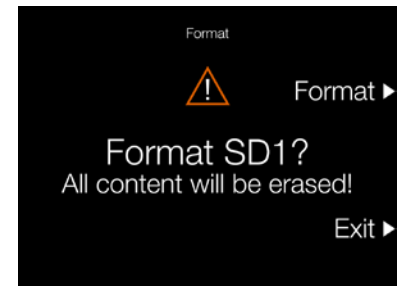 Format
Format ▶
Format SD1?
All content will be erased!
Exit ▶